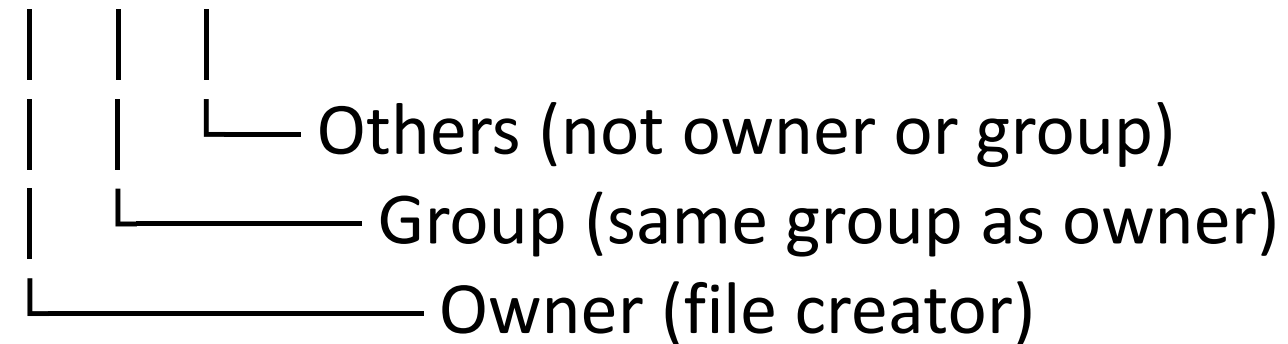 Others (not owner or group)
Group (same group as owner)
Owner (file creator)